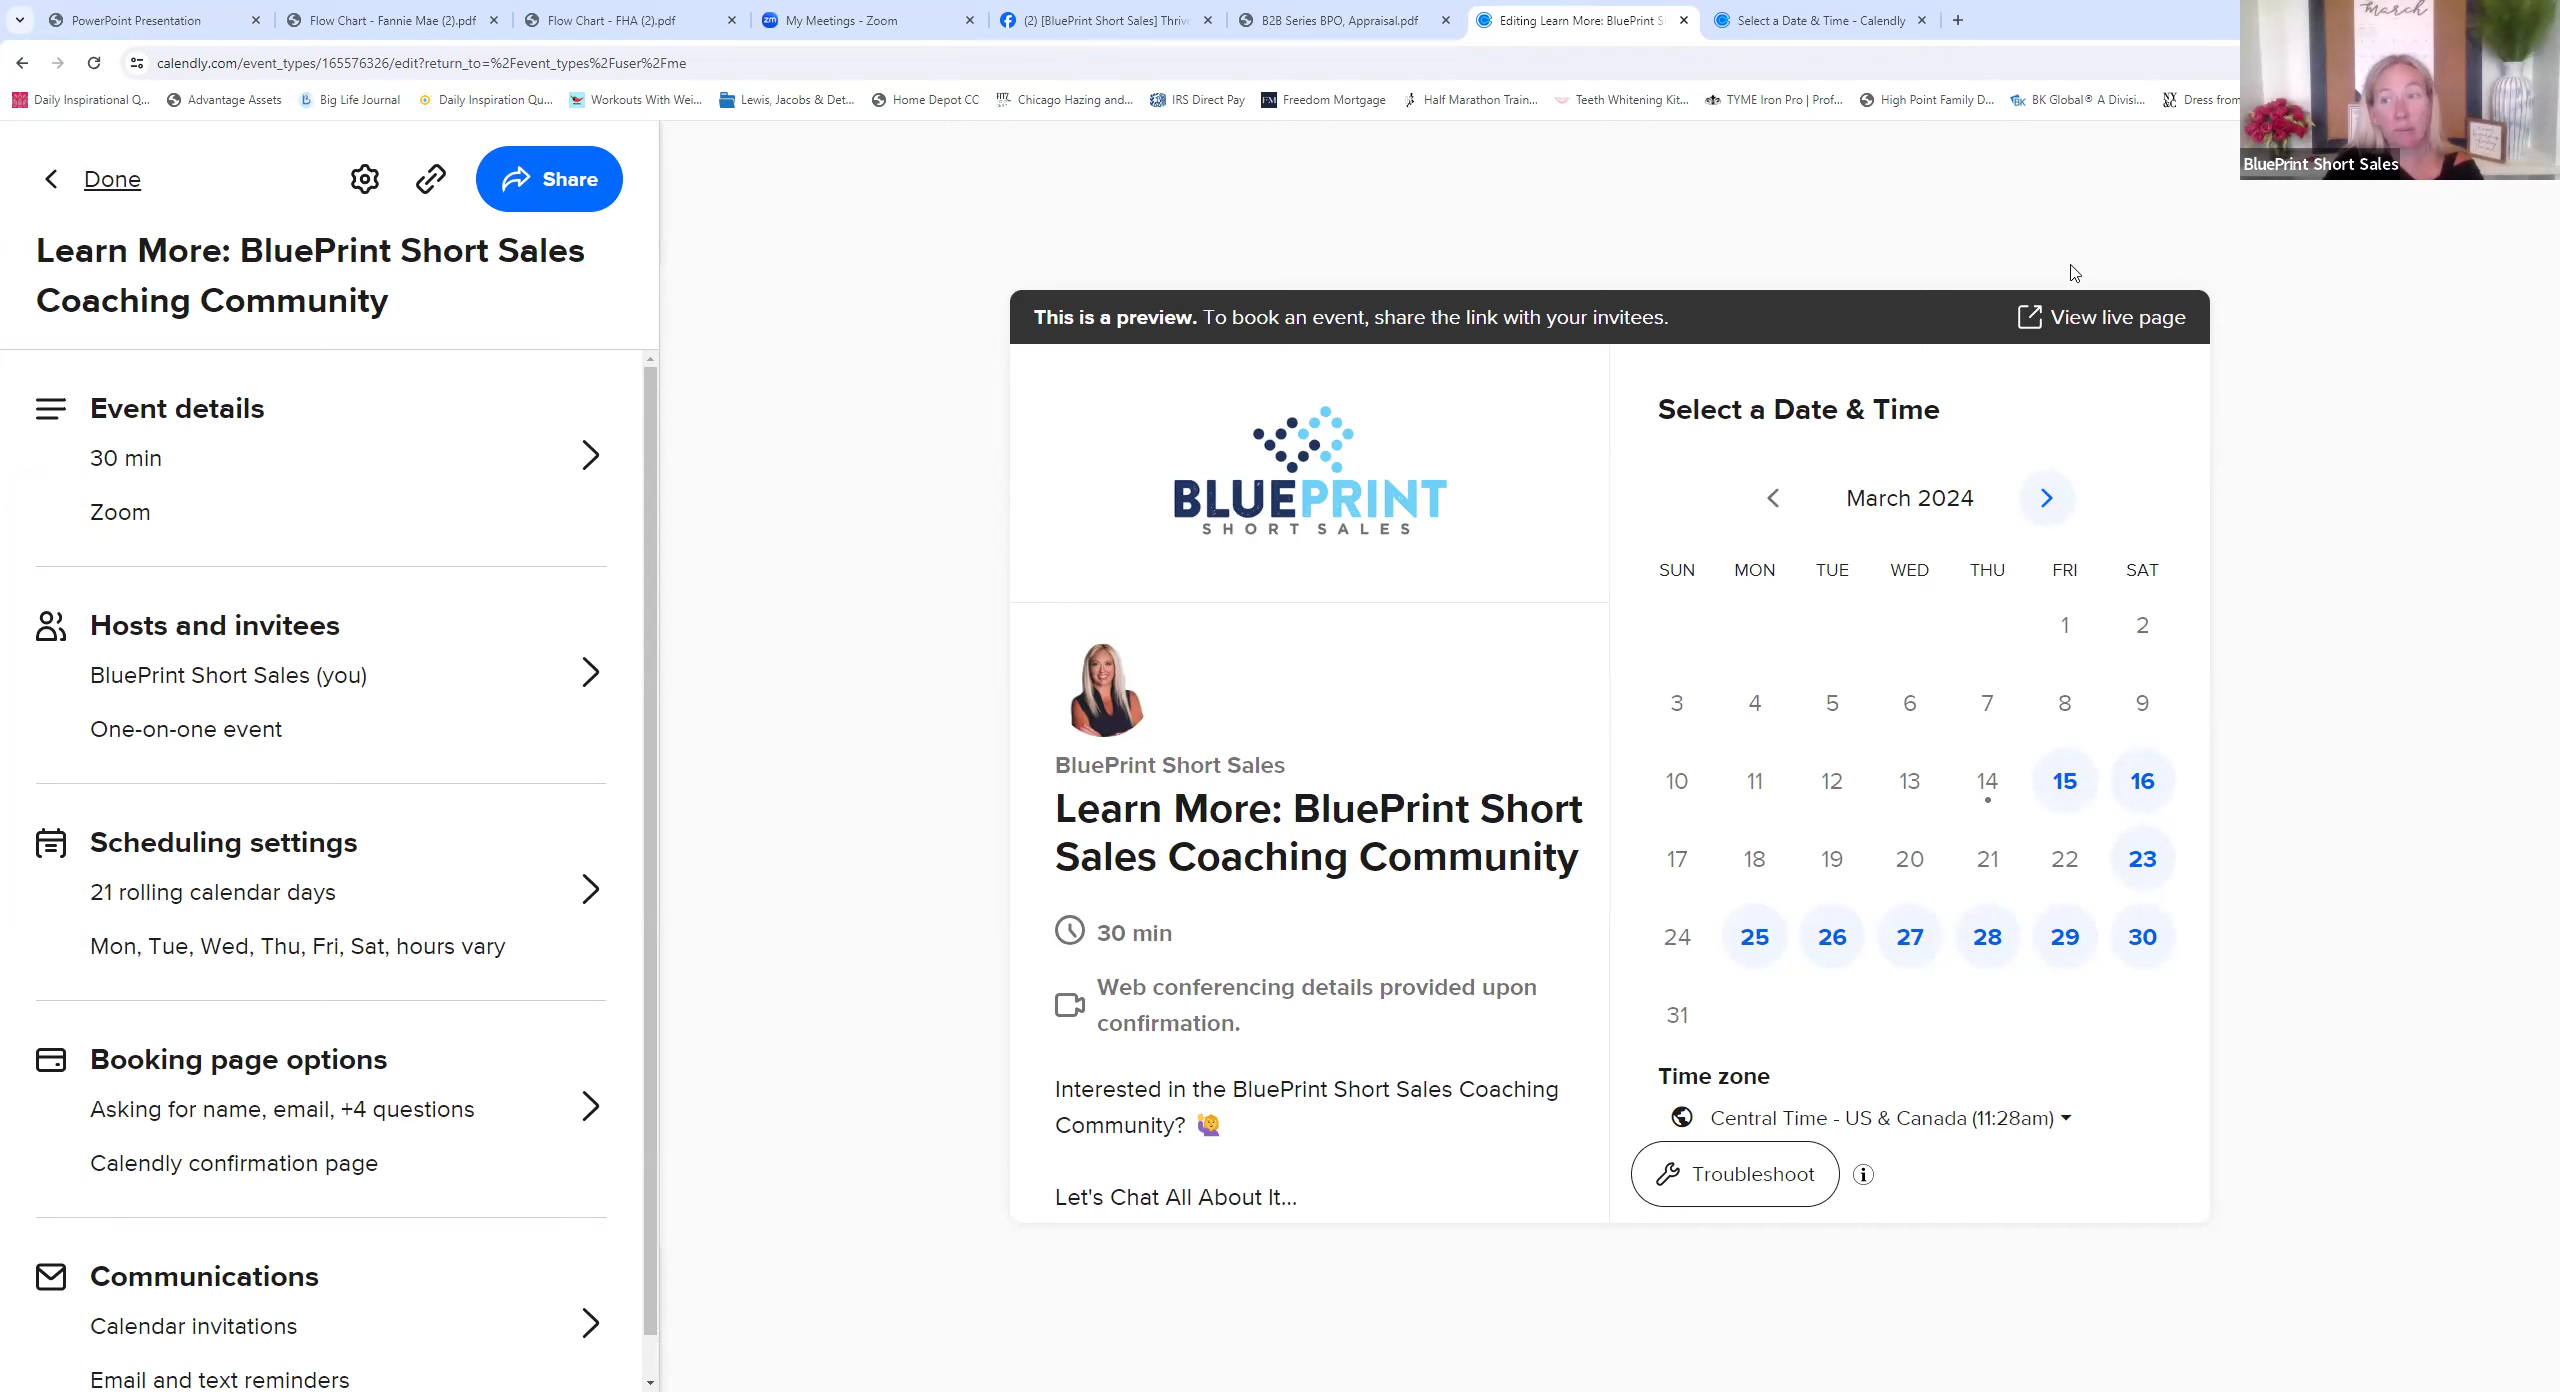 PowerPoint Presentation
Flow Chart - Fannie Mae (2).pdf
Flow Chart - FHA (2).pdf
zm My Meetings - Zoom
(2) [BluePrint Short Sales] Thriv
B2B Series BPO, Appraisal.pdf
Editing Learn More: BluePrint S
Select a Date & Time - Calendly
calendly.com/event_types/165576326/edit?return_to=%2Fevent_types%2Fuser%2Fme
Daily Inspirational Q...
Advantage Assets
Big Life Journal
Daily Inspiration Qu...
Workouts With Wei...
Lewis, Jacobs & Det...
Home Depot CC
Chicago Hazing and...
IRS Direct Pay
FM Freedom Mortgage
Half Marathon Train...
Teeth Whitening Kit...
TYME Iron Pro | Prof...
High Point Family D...
BK BK Global® A Divisi...
NY&C Dress from
march
BluePrint Short Sales
Done
Share
Learn More: BluePrint Short Sales
Coaching Community
Event details
30 min
Zoom
Hosts and invitees
BluePrint Short Sales (you)
One-on-one event
Scheduling settings
21 rolling calendar days
Mon, Tue, Wed, Thu, Fri, Sat, hours vary
Booking page options
Asking for name, email, +4 questions
Calendly confirmation page
Communications
Calendar invitations
Email and text reminders
This is a preview. To book an event, share the link with your invitees.
View live page
BLUEPRINT
SHORT SALES
BluePrint Short Sales
Learn More: BluePrint Short
Sales Coaching Community
30 min
Web conferencing details provided upon
confirmation.
Interested in the BluePrint Short Sales Coaching
Community? 🙋
Let's Chat All About It...
Select a Date & Time
March 2024
SUN MON TUE WED THU FRI SAT
1 2
3 4 5 6 7 8 9
10 11 12 13 14 15 16
17 18 19 20 21 22 23
24 25 26 27 28 29 30
31
Time zone
Central Time - US & Canada (11:28am)
Troubleshoot